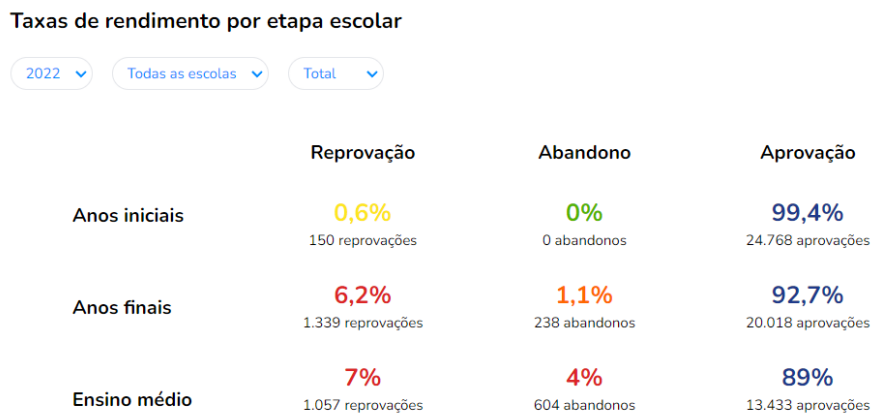 Taxas de rendimento por etapa escolar
2022 Todas as escolas Total
Reprovação Abandono Aprovação
Anos iniciais 0,6% 0% 99,4%
150 reprovações 0 abandonos 24.768 aprovações
Anos finais 6,2% 1,1% 92,7%
1.339 reprovações 238 abandonos 20.018 aprovações
Ensino médio 7% 4% 89%
1.057 reprovações 604 abandonos 13.433 aprovações